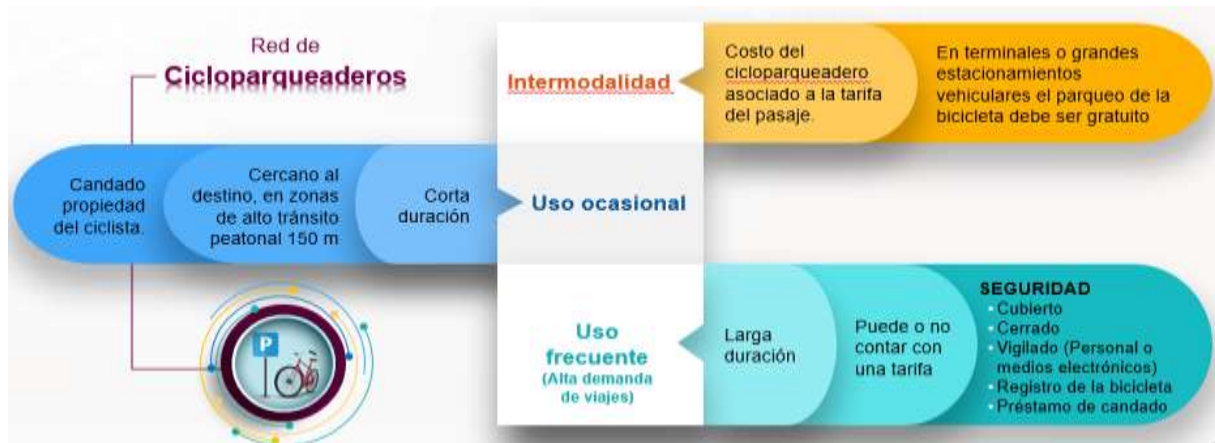 Red de
Cicloparqueaderos
Intermodalidad
Costo del
cicloparqueadero
asociado a la tarifa
del pasaje.
En terminales o grandes
estacionamientos
vehiculares el parqueo de la
bicicleta debe ser gratuito
Candado
propiedad
del ciclista.
Cercano al
destino, en zonas
de alto tránsito
peatonal 150 m
Corta
duración
Uso ocasional
Uso
frecuente
(Alta demanda
de viajes)
Larga
duración
Puede o no
contar con
una tarifa
SEGURIDAD
• Cubierto
• Cerrado
• Vigilado (Personal o
medios electrónicos)
• Registro de la bicicleta
• Préstamo de candado
P